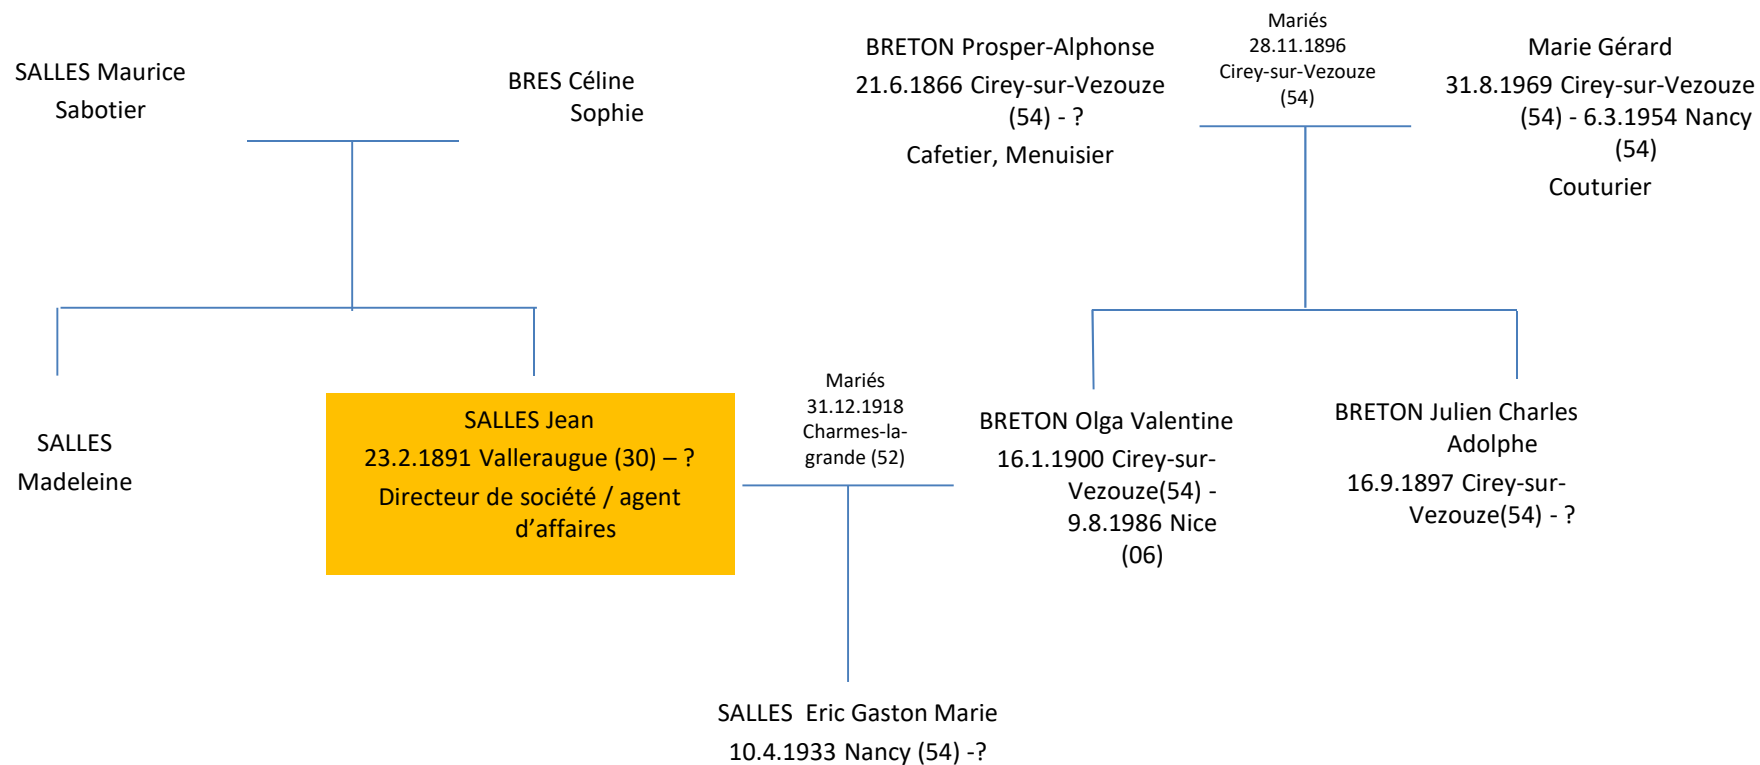 SALLES Maurice
Sabotier
BRES Céline
Sophie
BRETON Prosper-Alphonse
21.6.1866 Cirey-sur-Vezouze
(54) - ?
Cafetier, Menuisier
Mariés
28.11.1896
Cirey-sur-Vezouze
(54)
Marie Gérard
31.8.1969 Cirey-sur-Vezouze
(54) - 6.3.1954 Nancy
(54)
Couturier
SALLES
Madeleine
SALLES Jean
23.2.1891 Valleraugue (30) – ?
Directeur de société / agent
d’affaires
Mariés
31.12.1918
Charmes-la-
grande (52)
BRETON Olga Valentine
16.1.1900 Cirey-sur-
Vezouze(54) -
9.8.1986 Nice
(06)
BRETON Julien Charles
Adolphe
16.9.1897 Cirey-sur-
Vezouze(54) - ?
SALLES  Eric Gaston Marie
10.4.1933 Nancy (54) -?